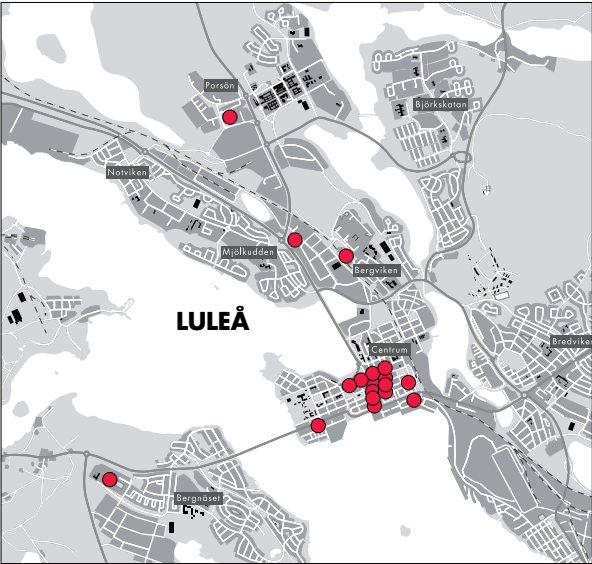 Porsön
Björkskatan
Notviken
Mjölkudden
Bergviken
LULEÅ
Centrum
Bredviken
Bergnäset